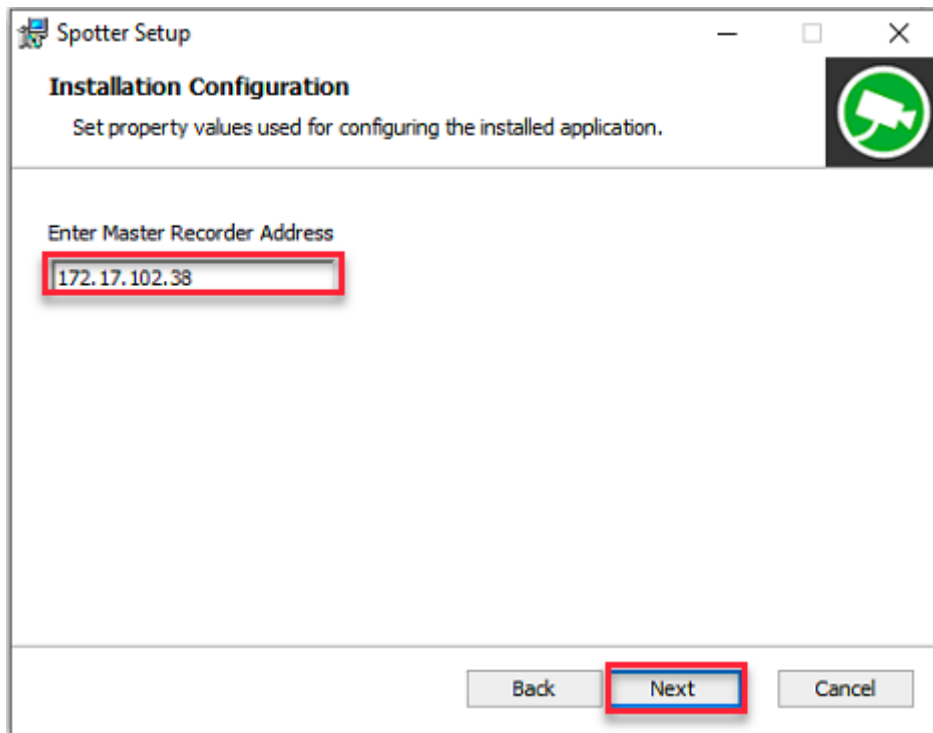 Spotter Setup
Installation Configuration
Set property values used for configuring the installed application.
Enter Master Recorder Address
172.17.102.38
Back Next Cancel